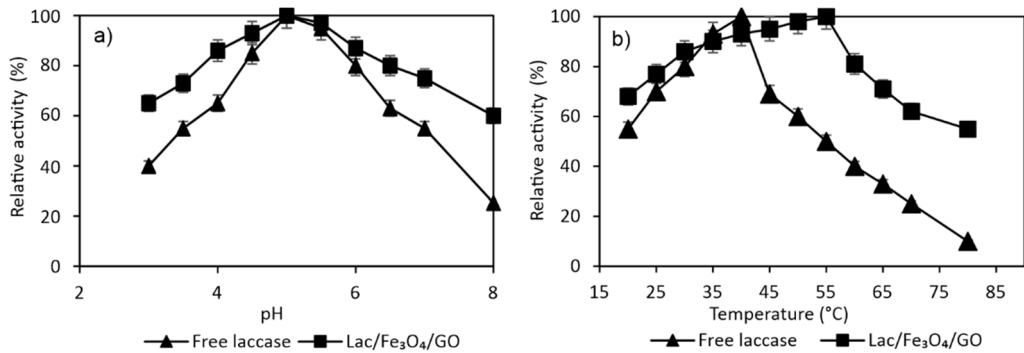 a)
Relative activity (%)
100
80
60
40
20
0
2
4
6
8
pH
Free laccase
Lac/Fe₃O₄/GO
b)
Relative activity (%)
100
80
60
40
20
0
15
25
35
45
55
65
75
85
Temperature (°C)
Free laccase
Lac/Fe₃O₄/GO